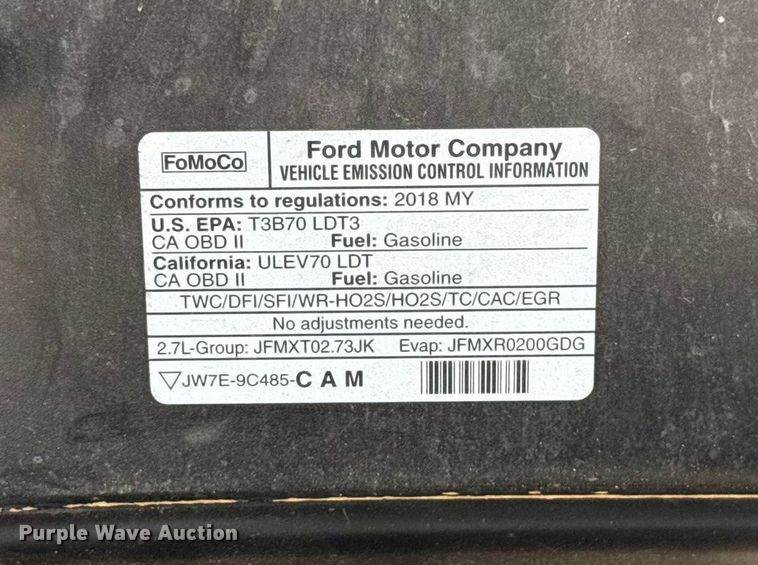 FoMoCo
Ford Motor Company
VEHICLE EMISSION CONTROL INFORMATION
Conforms to regulations: 2018 MY
U.S. EPA: T3B70 LDT3
CA OBD II Fuel: Gasoline
California: ULEV70 LDT
CA OBD II Fuel: Gasoline
TWC/DFI/SFI/WR-HO2S/HO2S/TC/CAC/EGR
No adjustments needed.
2.7L-Group: JFMXT02.73JK Evap: JFMXR0200GDG
▽JW7E-9C485-C A M
Purple Wave Auction